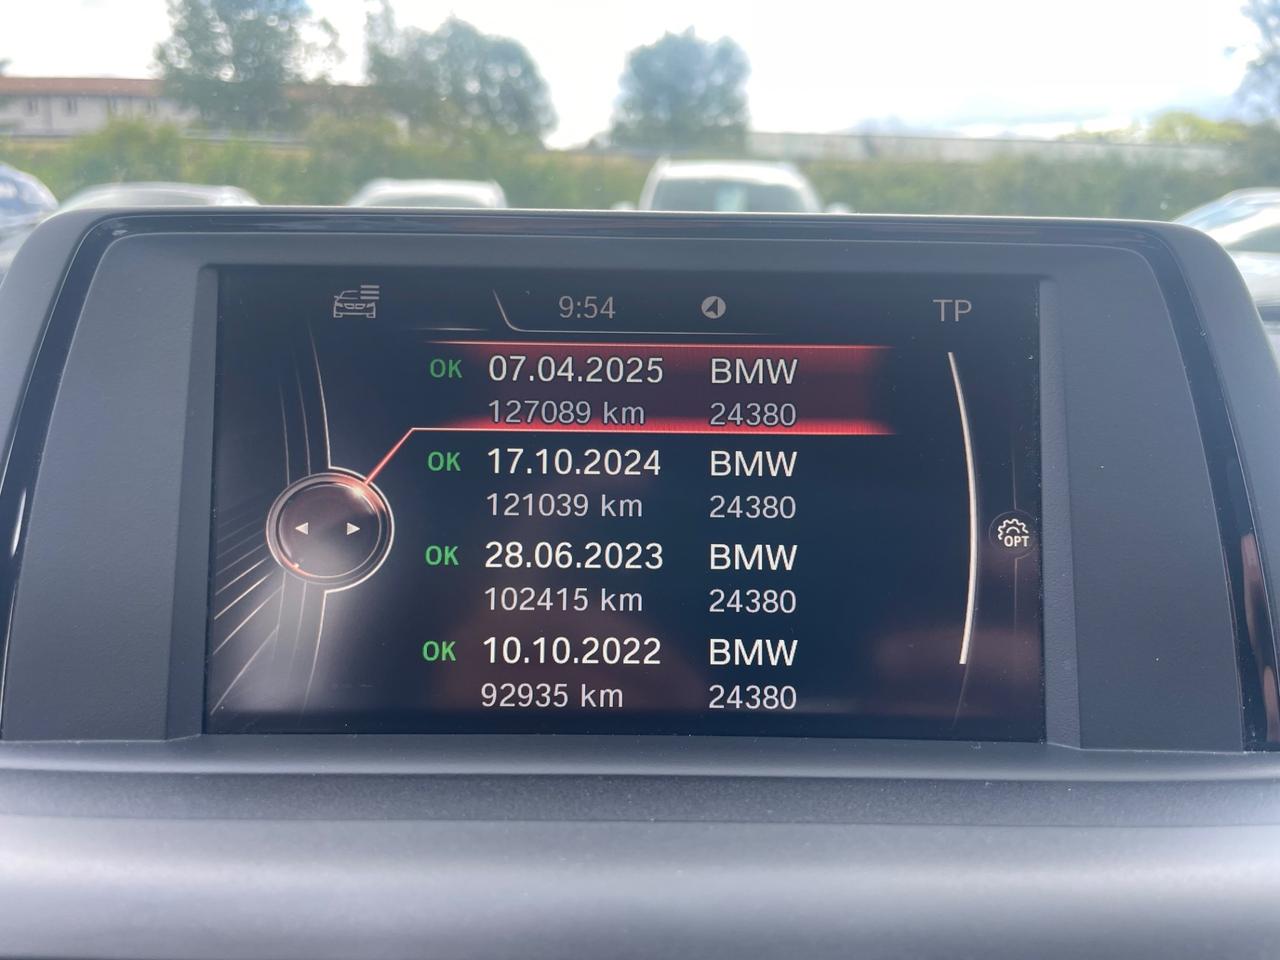 9:54 TP
OK 07.04.2025 BMW
127089 km 24380
OK 17.10.2024 BMW
121039 km 24380
OK 28.06.2023 BMW
102415 km 24380
OPT
OK 10.10.2022 BMW
92935 km 24380